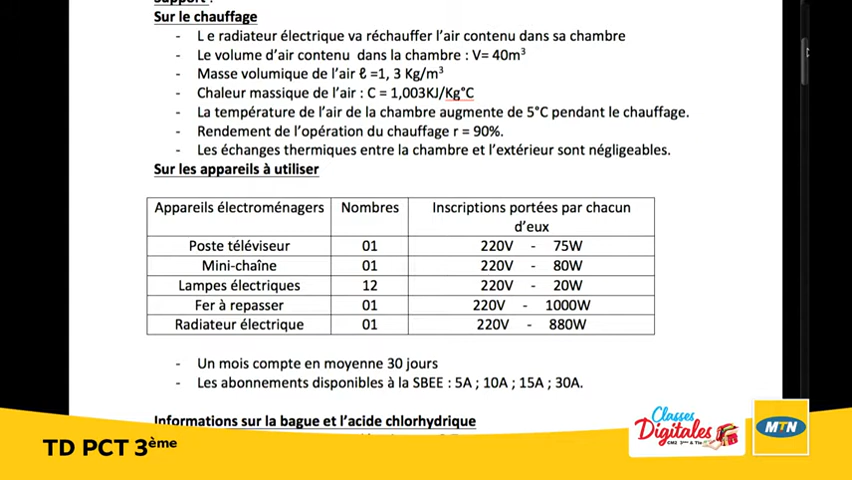 Support :
Sur le chauffage
- L e radiateur électrique va réchauffer l'air contenu dans sa chambre
- Le volume d'air contenu dans la chambre : V= 40m³
- Masse volumique de l'air ℓ =1, 3 Kg/m³
- Chaleur massique de l'air : C = 1,003KJ/Kg°C
- La température de l'air de la chambre augmente de 5°C pendant le chauffage.
- Rendement de l'opération du chauffage r = 90%.
- Les échanges thermiques entre la chambre et l'extérieur sont négligeables.
Sur les appareils à utiliser
Appareils électroménagers Nombres Inscriptions portées par chacun
d'eux
Poste téléviseur 01 220V - 75W
Mini-chaîne 01 220V - 80W
Lampes électriques 12 220V - 20W
Fer à repasser 01 220V - 1000W
Radiateur électrique 01 220V - 880W
- Un mois compte en moyenne 30 jours
- Les abonnements disponibles à la SBEE : 5A ; 10A ; 15A ; 30A.
Informations sur la bague et l'acide chlorhydrique
TD PCT 3ème
Classes
Digitales
CM2 3ème & Tle
MTN